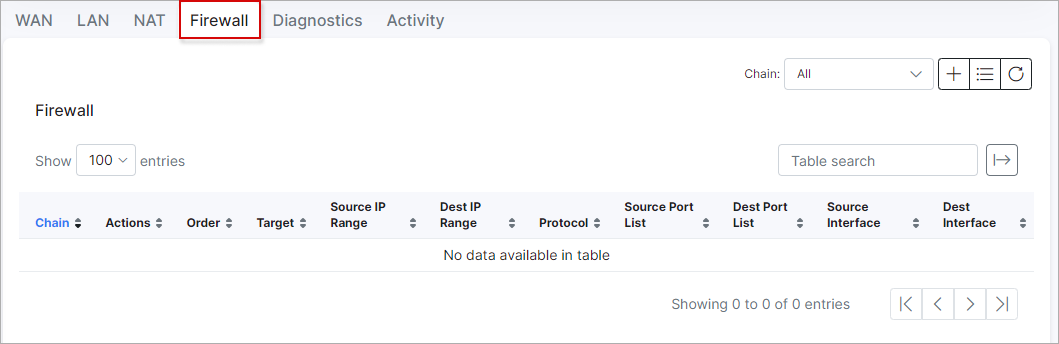 WAN LAN NAT Firewall Diagnostics Activity
Chain: All
Firewall
Show 100 entries Table search
Chain Actions Order Target Source IP Range Dest IP Range Protocol Source Port List Dest Port List Source Interface Dest Interface
No data available in table
Showing 0 to 0 of 0 entries